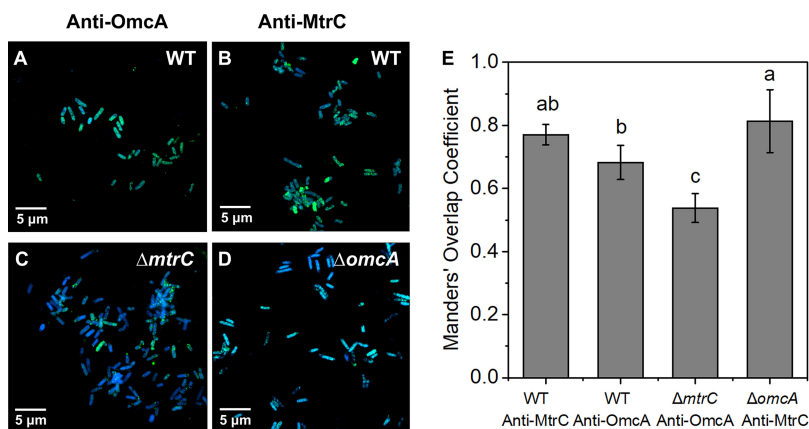 Anti-OmcA
Anti-MtrC
A
WT
5 µm
B
WT
5 µm
C
ΔmtrC
5 µm
D
ΔomcA
5 µm
E
Manders' Overlap Coefficient
1.0
0.8
0.6
0.4
0.2
0.0
ab
b
c
a
WT
Anti-MtrC
WT
Anti-OmcA
ΔmtrC
Anti-OmcA
ΔomcA
Anti-MtrC